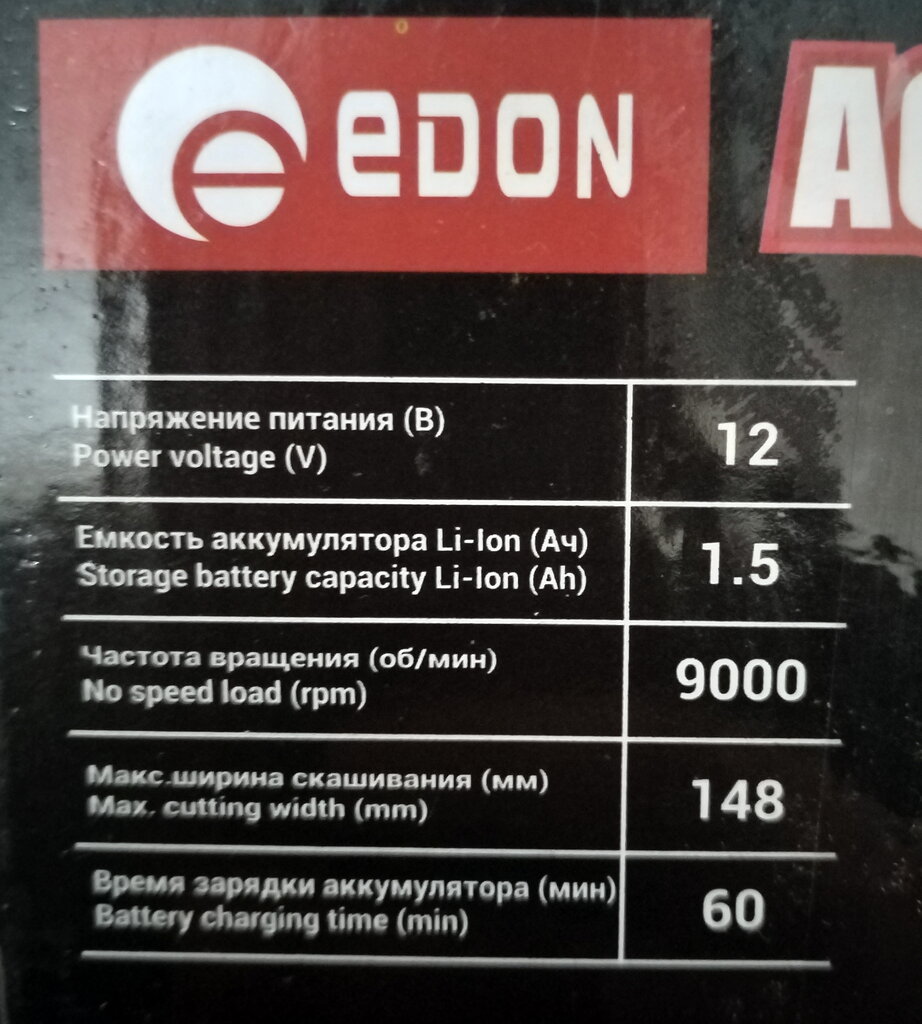 eDON
Напряжение питания (В)
Power voltage (V)
12
Емкость аккумулятора Li-Ion (Ач)
Storage battery capacity Li-Ion (Ah)
1.5
Частота вращения (об/мин)
No speed load (rpm)
9000
Макс.ширина скашивания (мм)
Max. cutting width (mm)
148
Время зарядки аккумулятора (мин)
Battery charging time (min)
60